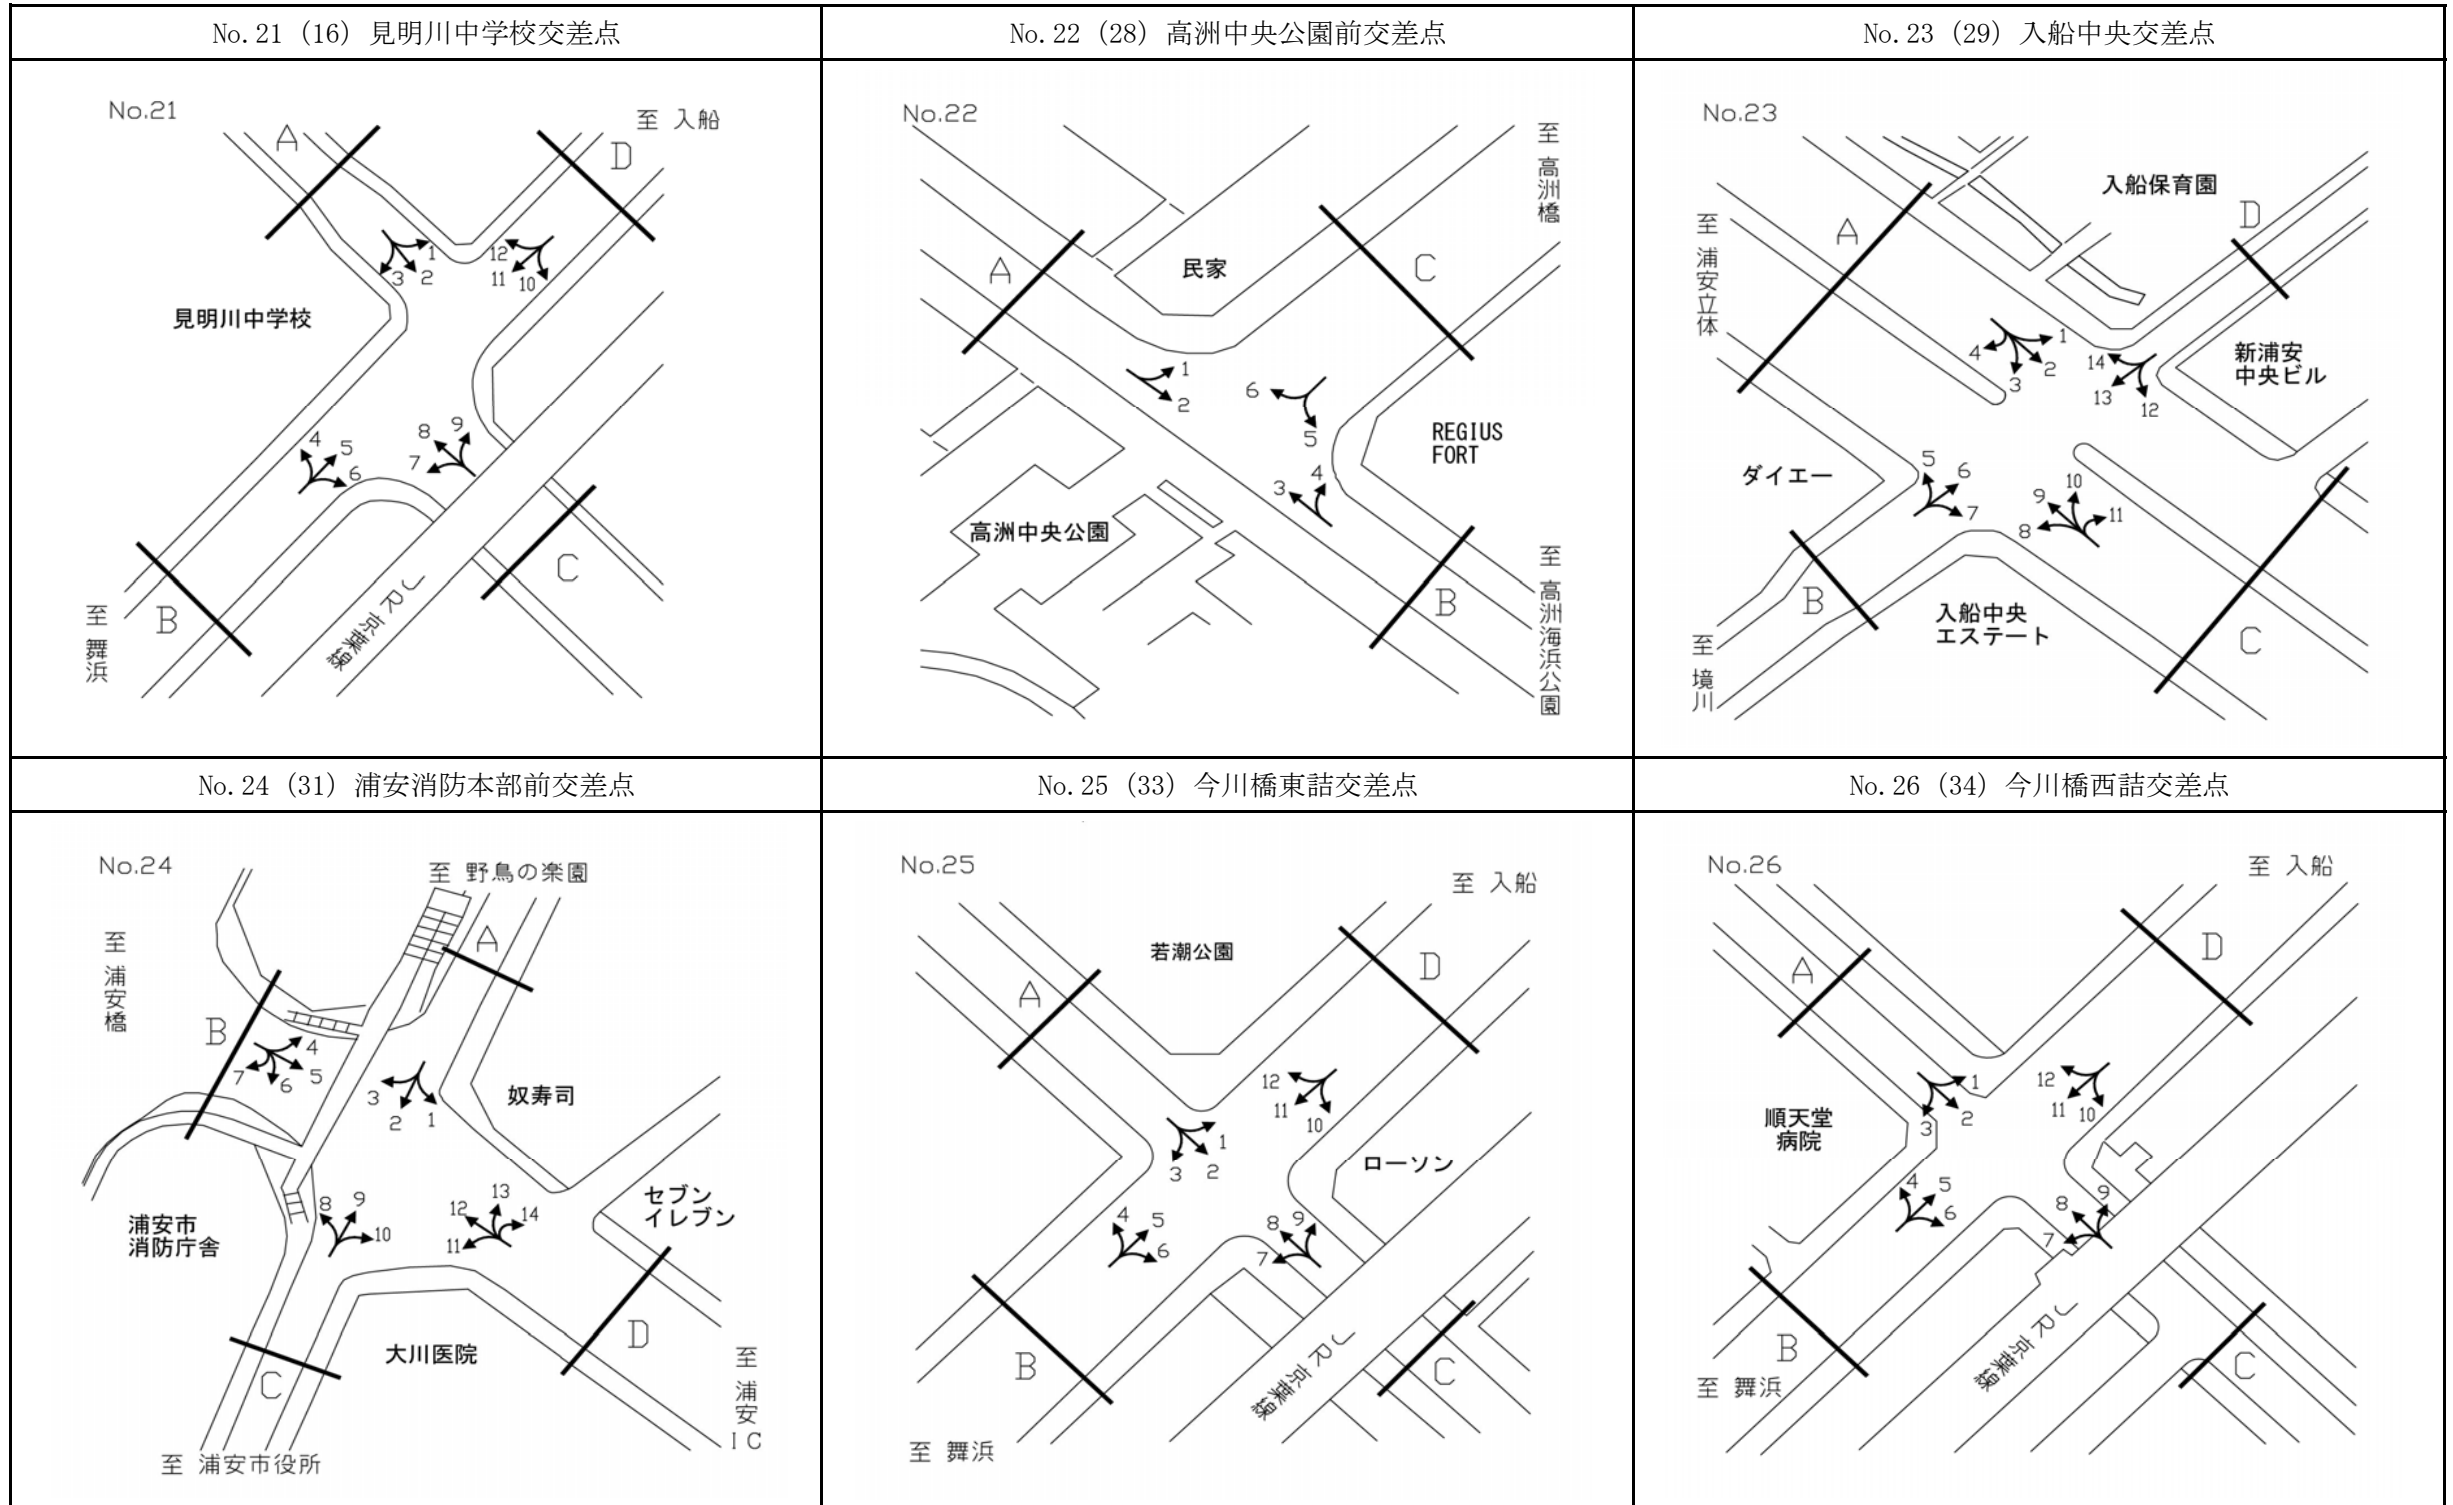 No.21 (16) 見明川中学校交差点
No.22 (28) 高洲中央公園前交差点
No.23 (29) 入船中央交差点
No.21
至 入船
A
D
1
2
3
12
11
10
見明川中学校
4
5
6
8
9
7
B
C
至 舞浜
JR京葉線
No.22
至 高洲橋
A
民家
C
1
2
6
5
REGIUS
FORT
3
4
高洲中央公園
B
至 高洲海浜公園
No.23
入船保育園
至 浦安立体
A
D
1
2
3
4
14
13
12
新浦安
中央ビル
ダイエー
5
6
7
8
9
10
11
B
入船中央
エステート
C
至 境川
No.24 (31) 浦安消防本部前交差点
No.25 (33) 今川橋東詰交差点
No.26 (34) 今川橋西詰交差点
No.24
至 野鳥の楽園
至 浦安橋
A
B
4
5
6
7
3
2
1
奴寿司
セブン
イレブン
浦安市
消防庁舎
8
9
10
12
13
14
11
大川医院
C
D
至 浦安IC
至 浦安市役所
No.25
至 入船
若潮公園
A
D
12
11
10
1
2
3
ローソン
4
5
6
8
9
7
B
C
JR京葉線
至 舞浜
No.26
至 入船
A
D
1
2
3
12
11
10
順天堂
病院
4
5
6
8
9
7
B
C
JR京葉線
至 舞浜